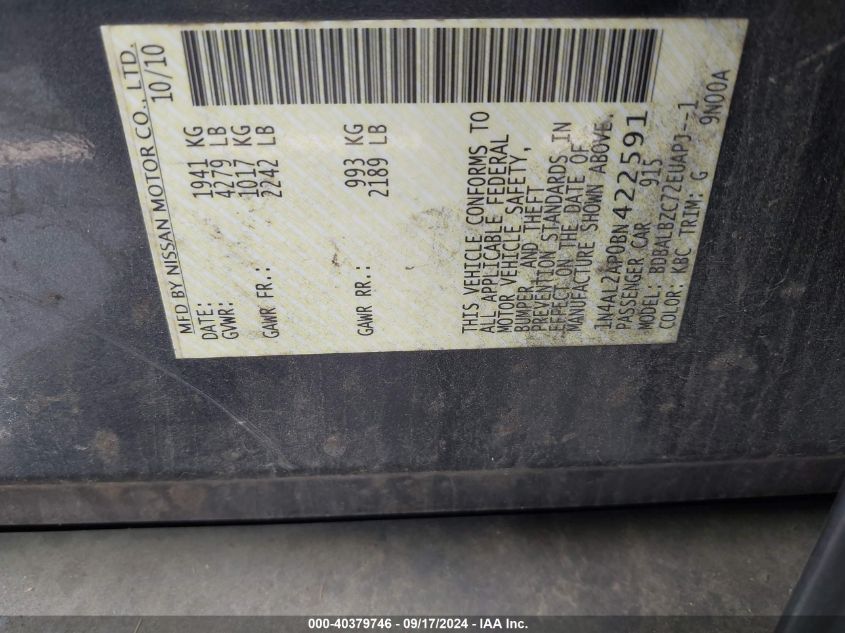 MFD BY NISSAN MOTOR CO., LTD.
DATE: 10/10
GVWR: 1941 KG
4279 LB
GAWR FR.: 1017 KG
2242 LB
GAWR RR.: 993 KG
2189 LB
THIS VEHICLE CONFORMS TO
ALL APPLICABLE FEDERAL
MOTOR VEHICLE SAFETY,
BUMPER, AND THEFT
PREVENTION STANDARDS IN
EFFECT ON THE DATE OF
MANUFACTURE SHOWN ABOVE.
1N4AL2AP0BN422591
PASSENGER CAR 915
MODEL: BDBALBZC72EUAPJ--1
COLOR: KBC TRIM: G 9N00A
000-40379746 - 09/17/2024 - IAA Inc.